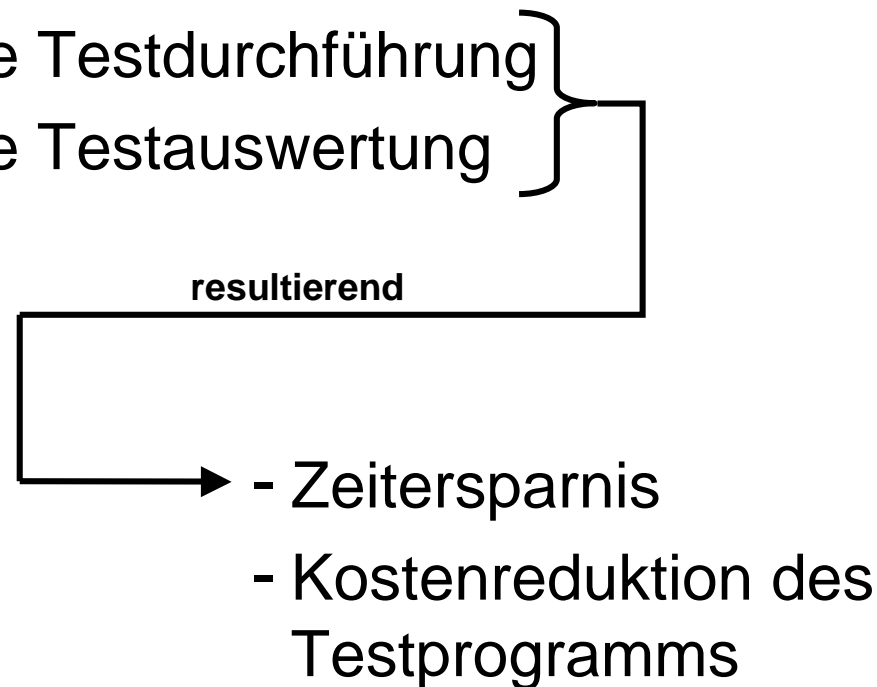 e Testdurchführung
e Testauswertung
resultierend
- Zeitersparnis
- Kostenreduktion des
Testprogramms